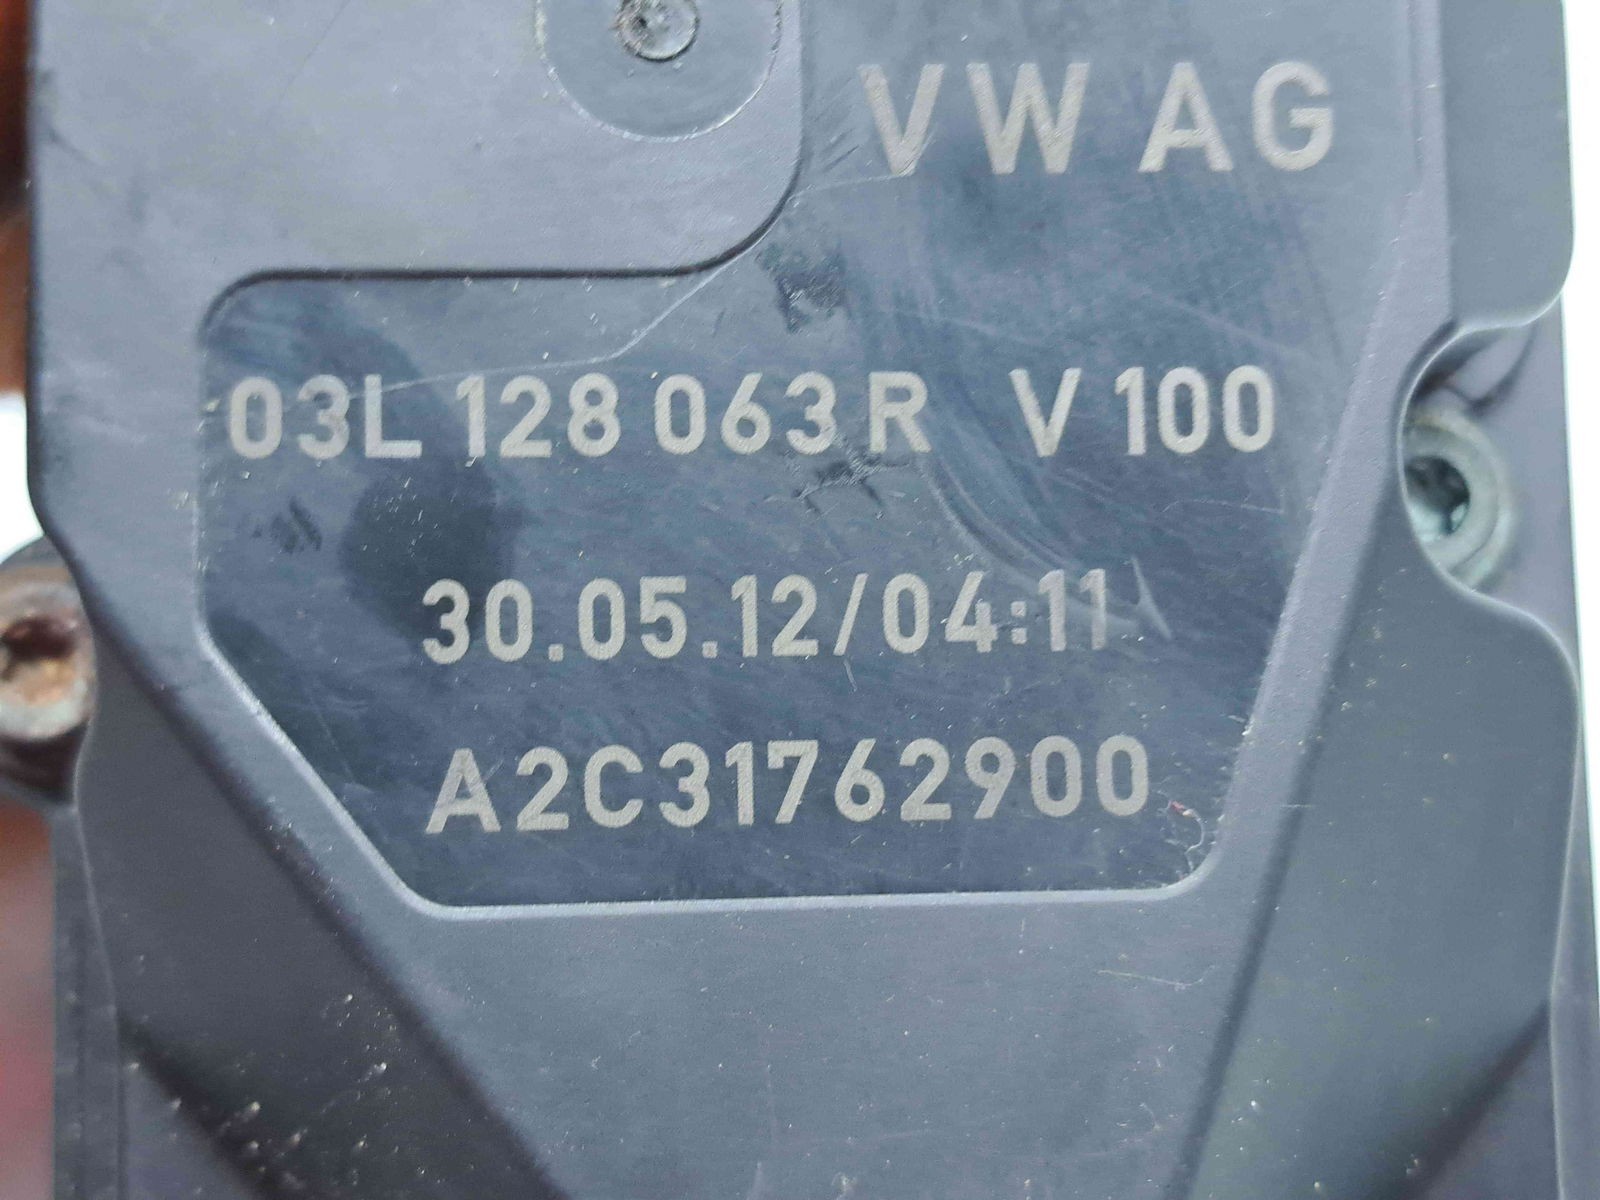 VW AG
03L 128 063 R V 100
30.05.12/04:11
A2C31762900